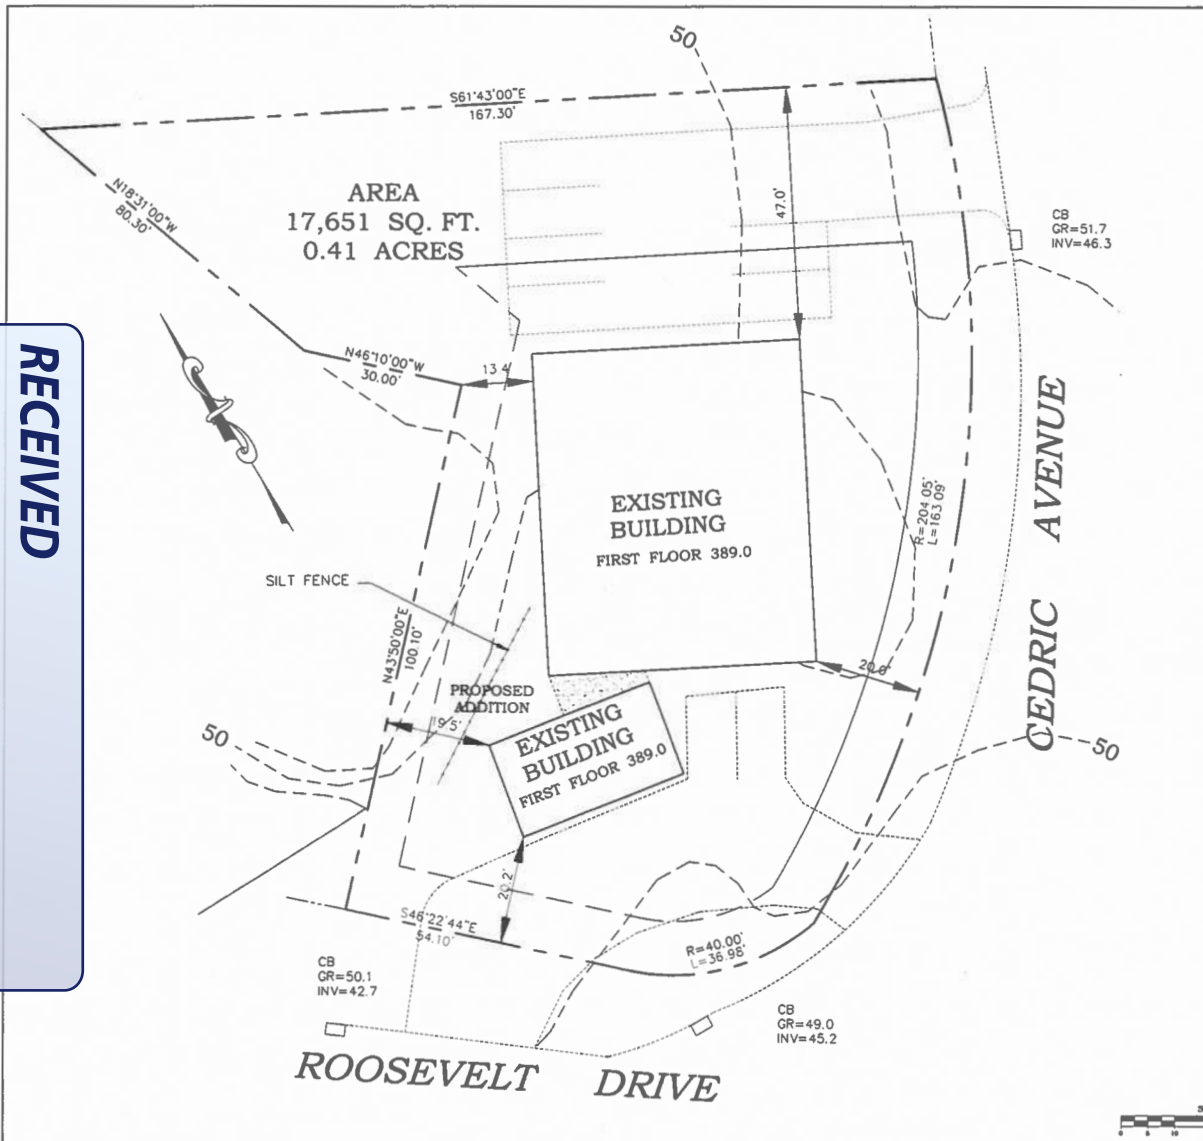 50
S61°43'00"E
167.30'
N18°31'00"W
80.30'
AREA
17,651 SQ. FT.
0.41 ACRES
47.0'
CB
GR=51.7
INV=46.3
RECEIVED
N46°10'00"W
30.00'
13.4
EXISTING
BUILDING
FIRST FLOOR 389.0
R=204.05'
L=163.09'
CEDRIC AVENUE
SILT FENCE
N43°50'00"E
100.10'
20.0'
PROPOSED
ADDITION
19.5'
EXISTING
BUILDING
FIRST FLOOR 389.0
50
50
20.2'
S46°22'44"E
54.10'
R=40.00'
L=36.98'
CB
GR=50.1
INV=42.7
CB
GR=49.0
INV=45.2
ROOSEVELT DRIVE